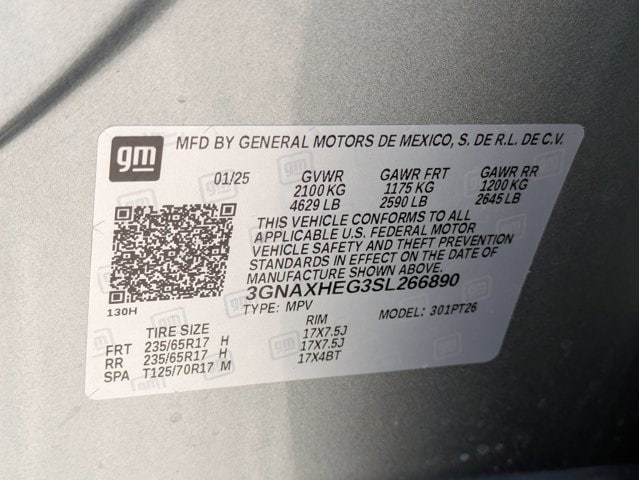 gm
MFD BY GENERAL MOTORS DE MEXICO, S. DE R.L. DE C.V.
01/25 GVWR GAWR FRT GAWR RR
2100 KG 1175 KG 1200 KG
4629 LB 2590 LB 2645 LB
THIS VEHICLE CONFORMS TO ALL
APPLICABLE U.S. FEDERAL MOTOR
VEHICLE SAFETY AND THEFT PREVENTION
STANDARDS IN EFFECT ON THE DATE OF
MANUFACTURE SHOWN ABOVE.
3GNAXHEG3SL266890
130H TYPE: MPV MODEL: 301PT26
TIRE SIZE RIM
FRT 235/65R17 H 17X7.5J
RR 235/65R17 H 17X7.5J
SPA T125/70R17 M 17X4BT